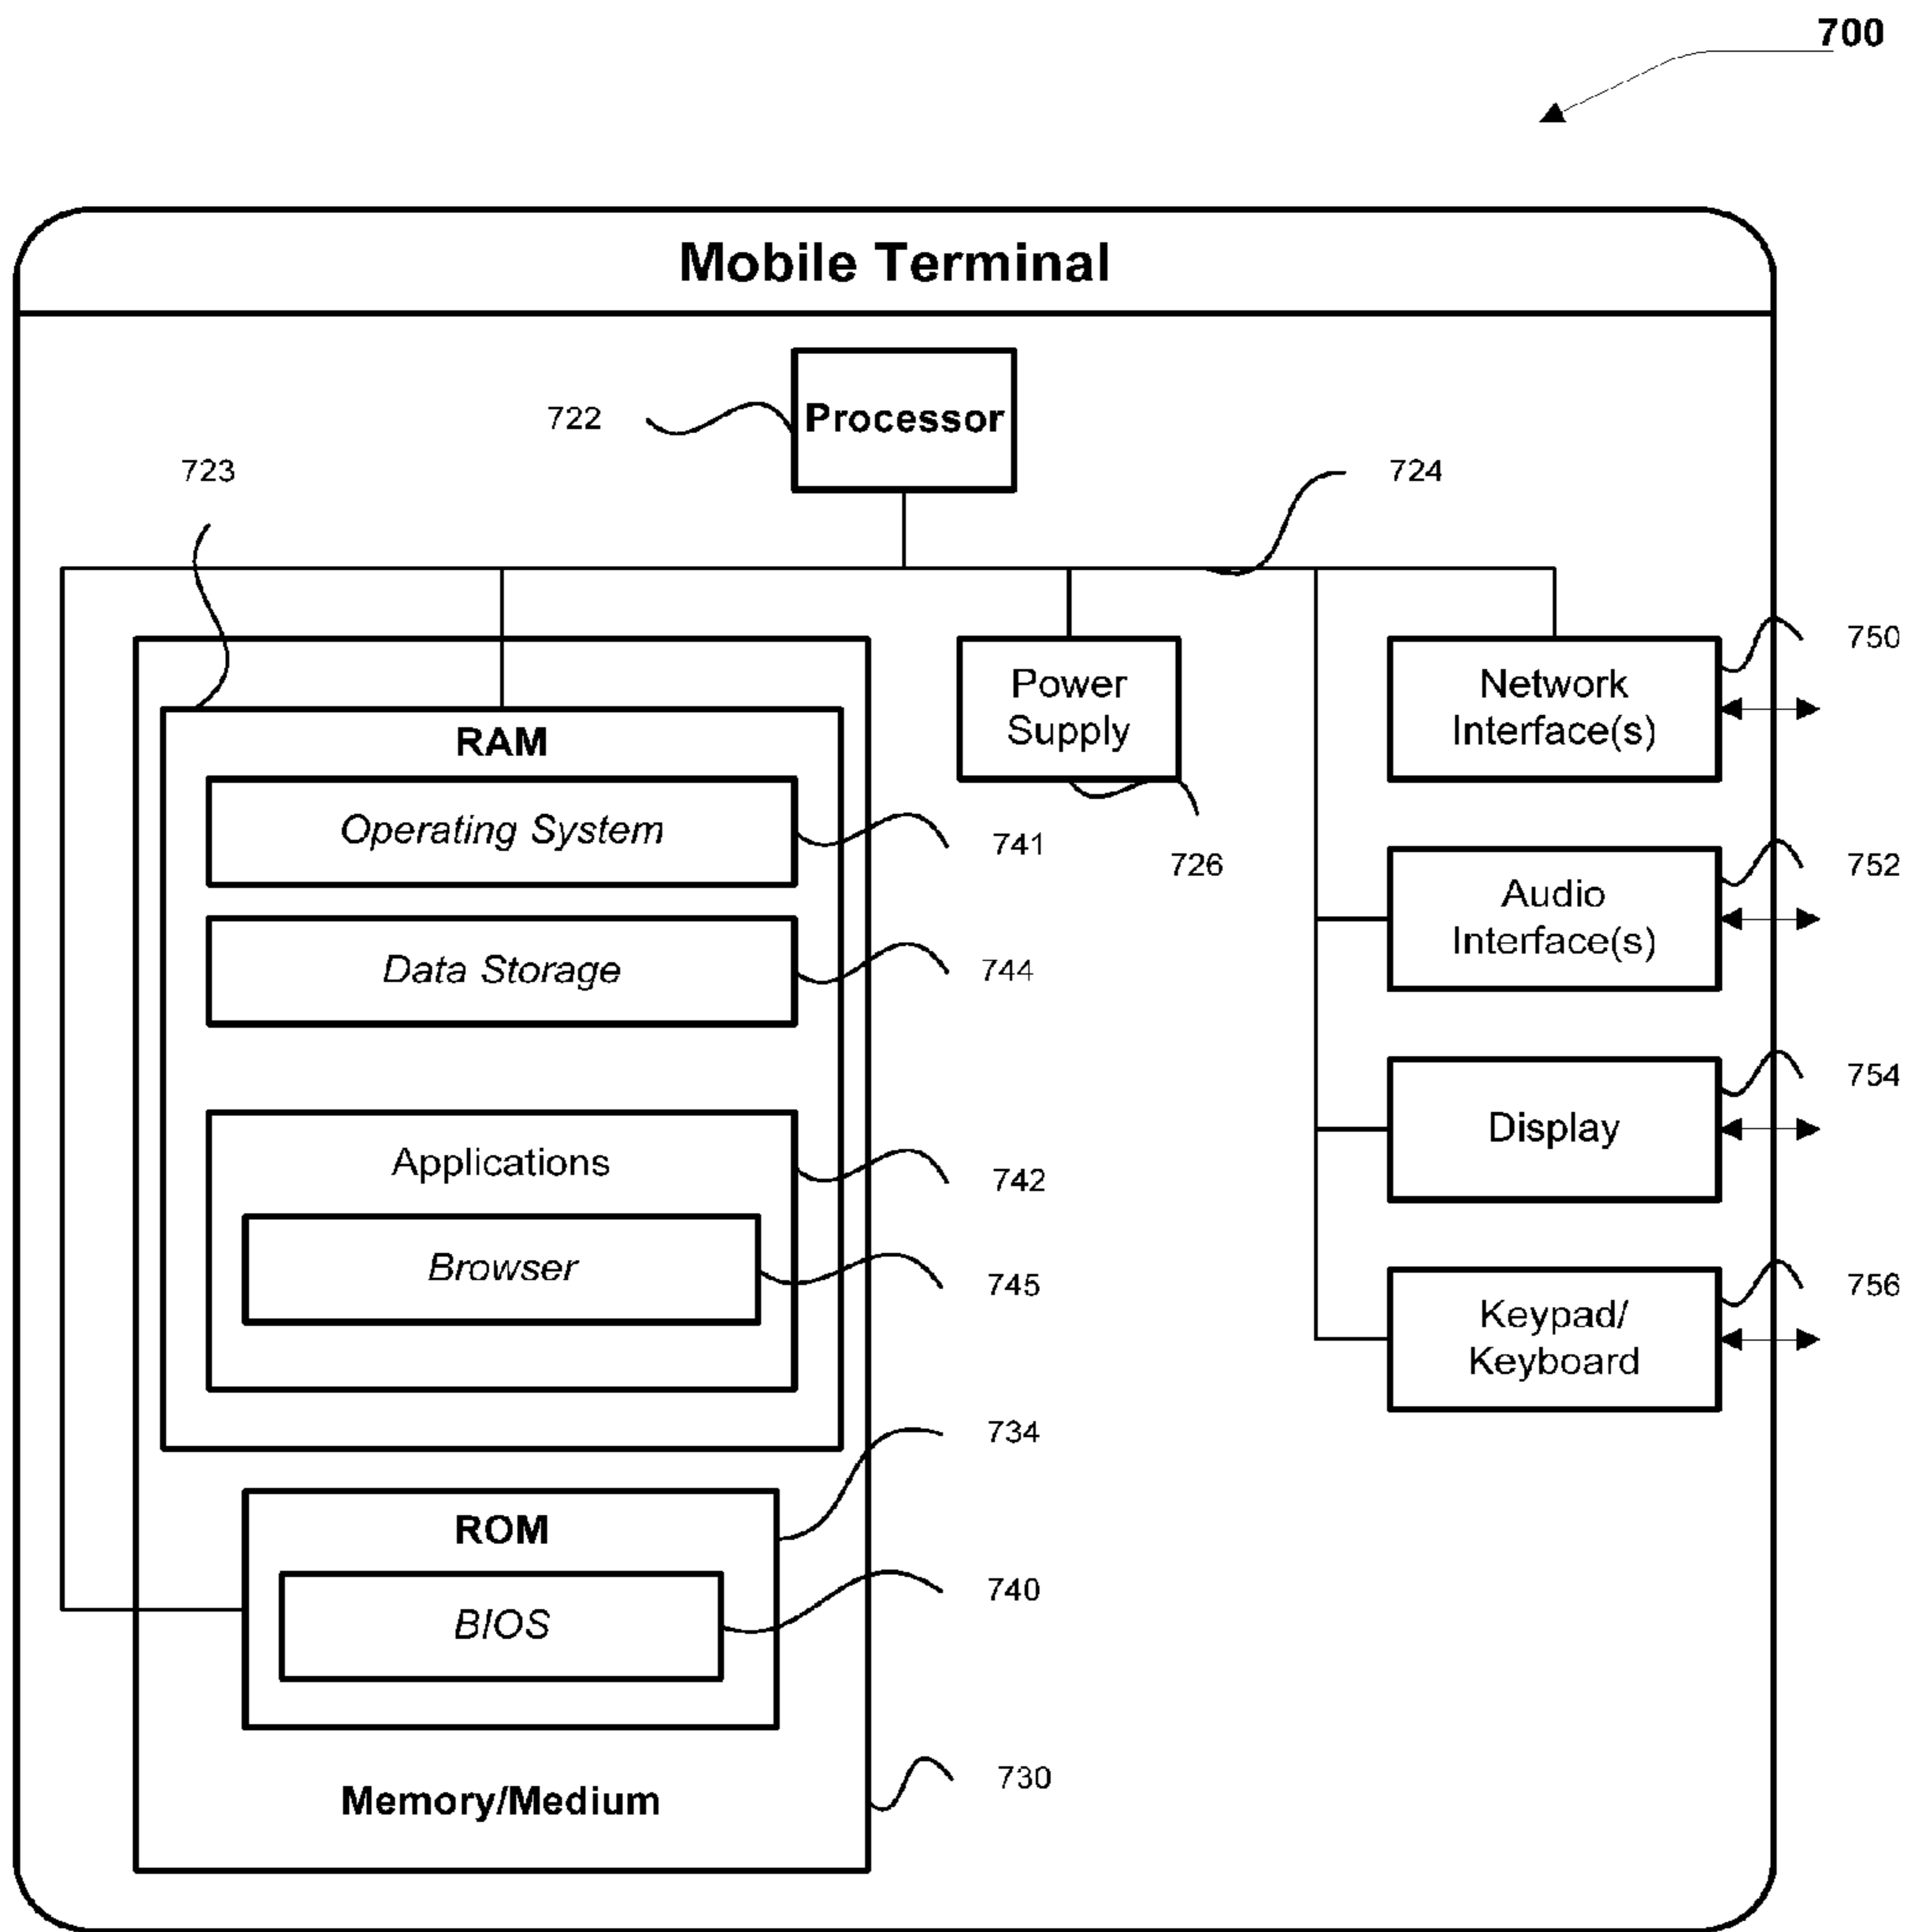 700
Mobile Terminal
Processor
722
723
724
750
Power
Supply
Network
Interface(s)
RAM
Operating System
741
726
752
Audio
Interface(s)
Data Storage
744
754
Display
Applications
742
Browser
745
756
Keypad/
Keyboard
734
ROM
740
BIOS
730
Memory/Medium